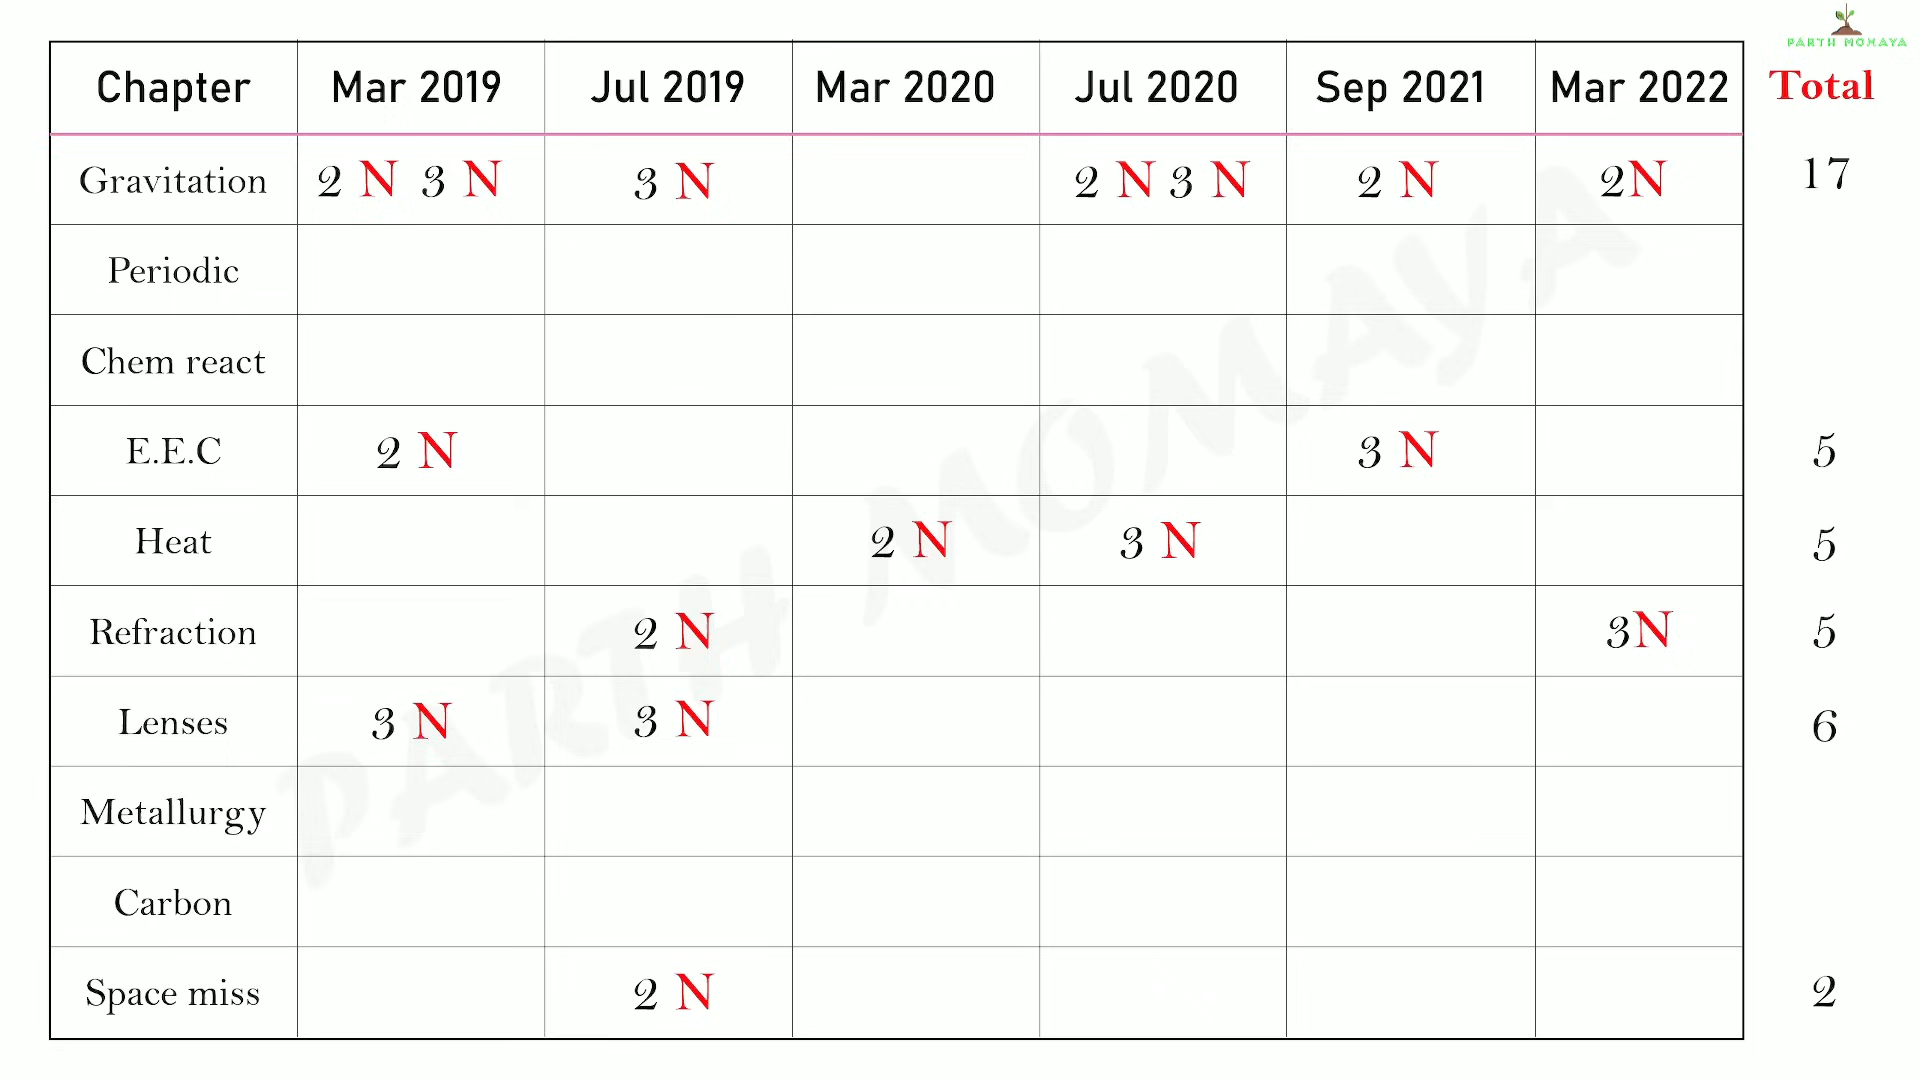 PARTH MOMAYA
Chapter Mar 2019 Jul 2019 Mar 2020 Jul 2020 Sep 2021 Mar 2022 Total
Gravitation 2 N 3 N 3 N 2 N 3 N 2 N 2N 17
Periodic
Chem react
E.E.C 2 N 3 N 5
Heat 2 N 3 N 5
Refraction 2 N 3N 5
Lenses 3 N 3 N 6
Metallurgy
Carbon
Space miss 2 N 2
PARTH MOMAYA